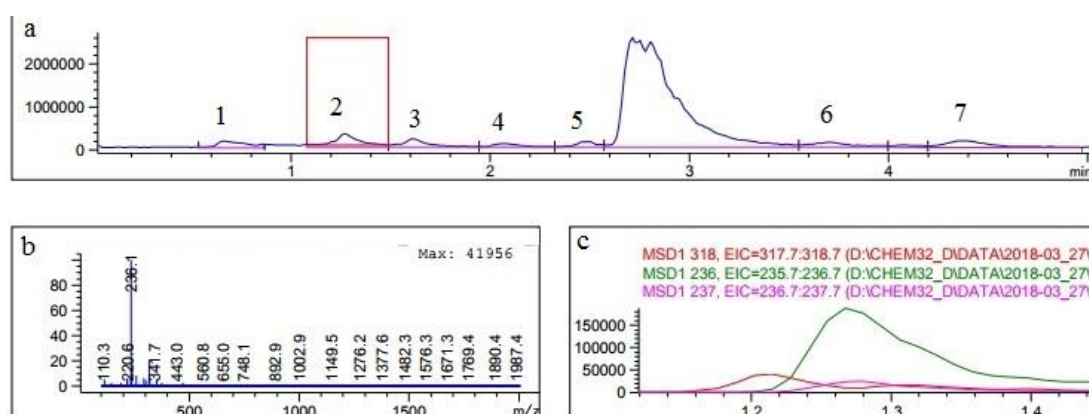 a
2000000
1000000
0
1 2 3 4 5 6 7
1 2 3 4 min
b
Max: 41956
80
60
40
20
0
110.3 220.6 236.1 341.7 443.0 560.8 655.0 748.1 892.9 1002.9 1149.5 1276.2 1377.6 1482.3 1576.3 1671.3 1769.4 1890.4 1987.4
500 1000 1500 m/z
c
MSD1 318, EIC=317.7:318.7 (D:\CHEM32_D\DATA\2018-03_27\
MSD1 236, EIC=235.7:236.7 (D:\CHEM32_D\DATA\2018-03_27\
MSD1 237, EIC=236.7:237.7 (D:\CHEM32_D\DATA\2018-03_27\
150000
100000
50000
0
1.2 1.3 1.4